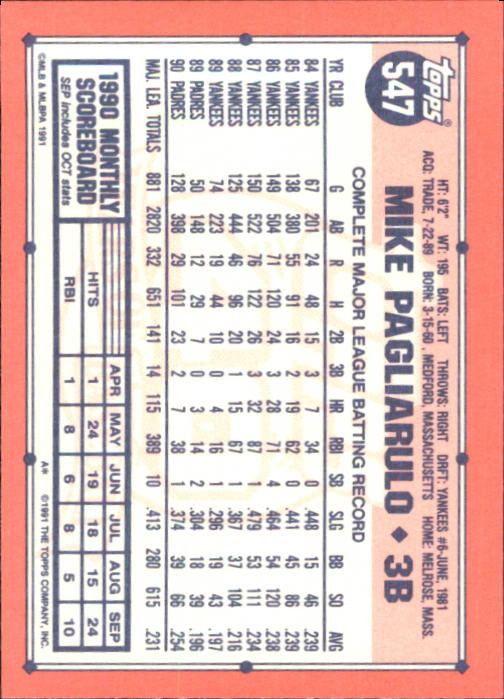 topps®
547
HT: 6'2" WT: 195 BATS: LEFT THROWS: RIGHT DRFT: YANKEES #6-JUNE, 1981
ACQ: TRADE, 7-22-89 BORN: 3-15-60, MEDFORD, MASSACHUSETTS HOME: MELROSE, MASS.
MIKE PAGLIARULO ◆ 3B
COMPLETE MAJOR LEAGUE BATTING RECORD
YR CLUB G AB R H 2B 3B HR RBI SB SLG BB SO AVG
84 YANKEES 67 201 24 48 15 3 7 34 0 .448 15 46 .239
85 YANKEES 138 380 55 91 16 2 19 62 0 .441 45 86 .239
86 YANKEES 149 504 71 120 24 3 28 71 4 .464 54 120 .238
87 YANKEES 150 522 76 122 26 3 32 87 1 .479 53 111 .234
88 YANKEES 125 444 46 96 20 1 15 67 1 .367 37 104 .216
89 YANKEES 74 223 19 44 10 0 4 16 1 .296 19 43 .197
89 PADRES 50 148 12 29 7 0 3 14 2 .304 18 39 .196
90 PADRES 128 398 29 101 23 2 7 38 1 .374 39 66 .254
MAJ. LEA. TOTALS 881 2820 332 651 141 14 115 389 10 .413 280 615 .231
1990 MONTHLY
SCOREBOARD
SEP includes OCT stats
APR MAY JUN JUL AUG SEP
HITS 1 24 19 18 15 24
RBI 1 8 6 8 5 10
©MLB & MLBPA 1991
A* ©1991 THE TOPPS COMPANY, INC.